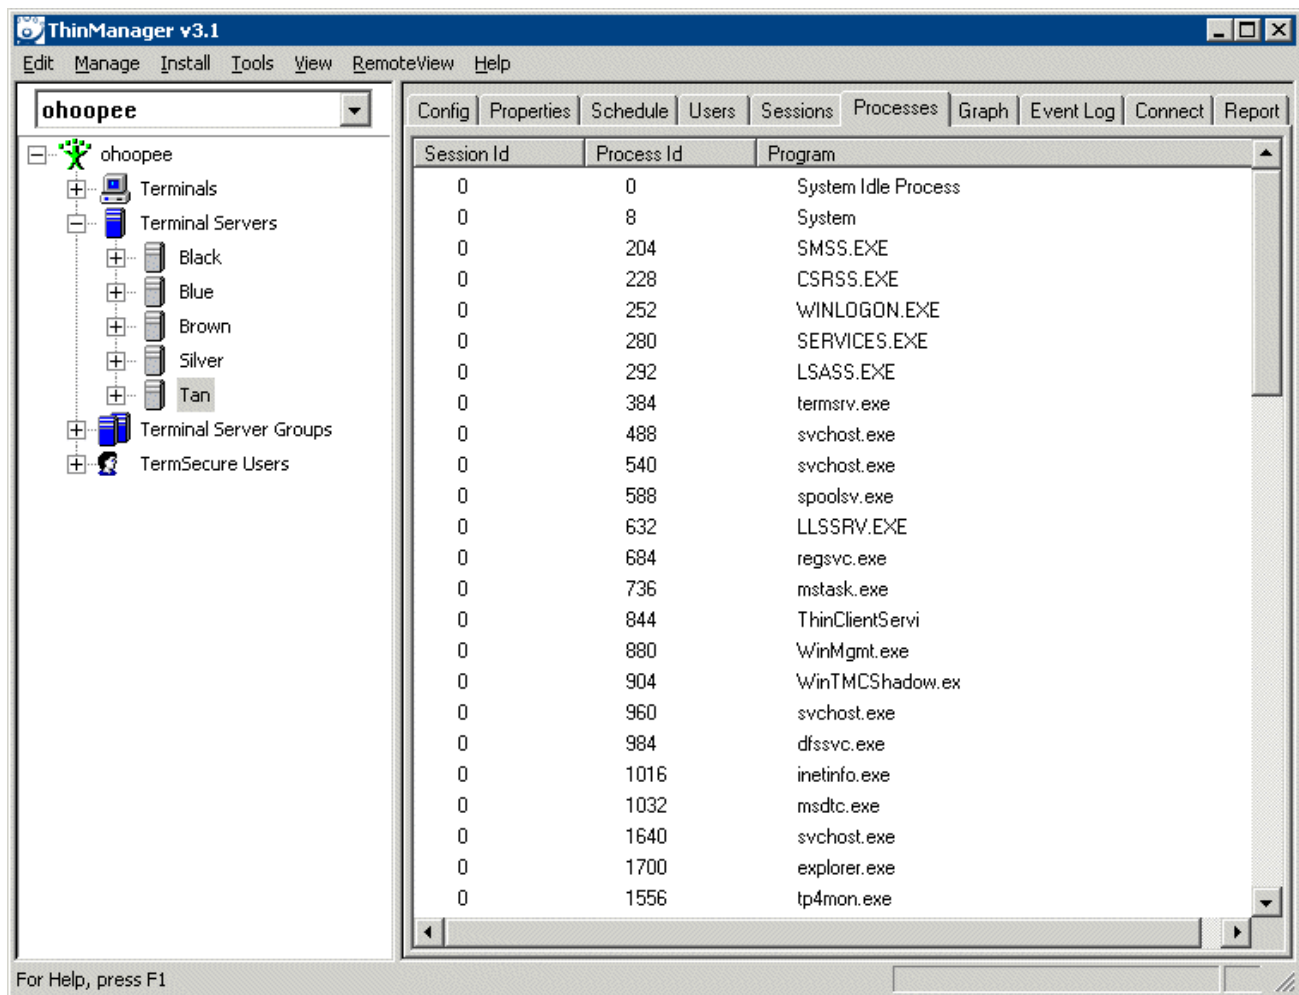 ThinManager v3.1
Edit Manage Install Tools View RemoteView Help
ohoopee
ohoopee
Terminals
Terminal Servers
Black
Blue
Brown
Silver
Tan
Terminal Server Groups
TermSecure Users
Config Properties Schedule Users Sessions Processes Graph Event Log Connect Report
Session Id Process Id Program
0 0 System Idle Process
0 8 System
0 204 SMSS.EXE
0 228 CSRSS.EXE
0 252 WINLOGON.EXE
0 280 SERVICES.EXE
0 292 LSASS.EXE
0 384 termsrv.exe
0 488 svchost.exe
0 540 svchost.exe
0 588 spoolsv.exe
0 632 LLSSRV.EXE
0 684 regsvc.exe
0 736 mstask.exe
0 844 ThinClientServi
0 880 WinMgmt.exe
0 904 WinTMCShadow.ex
0 960 svchost.exe
0 984 dfssvc.exe
0 1016 inetinfo.exe
0 1032 msdtc.exe
0 1640 svchost.exe
0 1700 explorer.exe
0 1556 tp4mon.exe
For Help, press F1